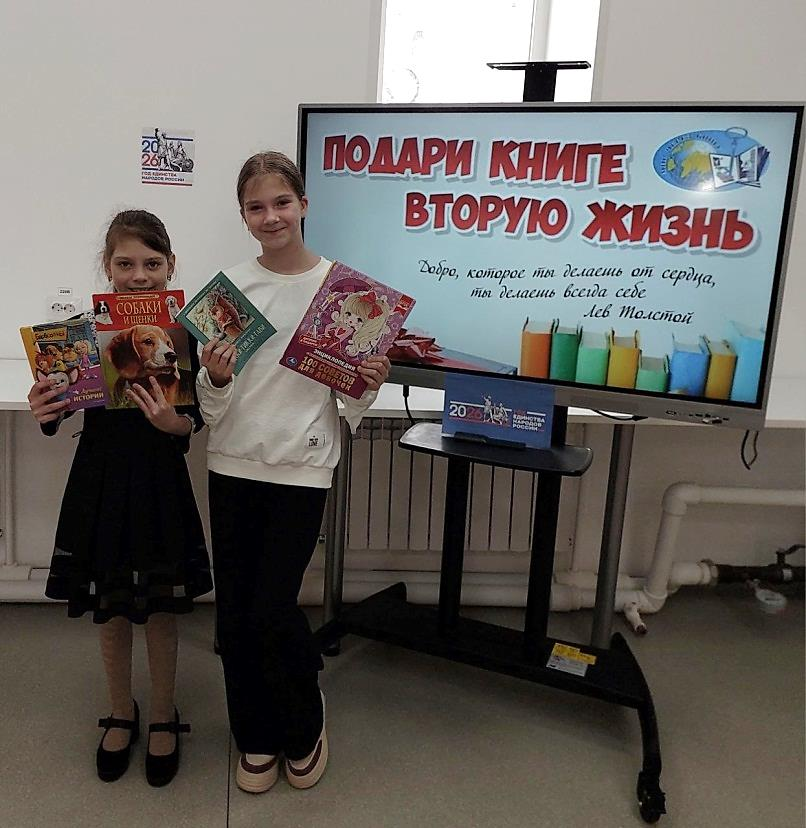 2026
ГОД ЕДИНСТВА
НАРОДОВ РОССИИ
ПОДАРИ КНИГЕ
ВТОРУЮ ЖИЗНЬ
Добро, которое ты делаешь от сердца,
ты делаешь всегда себе
Лев Толстой
СОБАКИ
И ЩЕНКИ
ИСТОРИИ
ЭНЦИКЛОПЕДИЯ
100 СОВЕТОВ
ДЛЯ ДЕВОЧЕК
2026
ГОД
ЕДИНСТВА
НАРОДОВ
РОССИИ